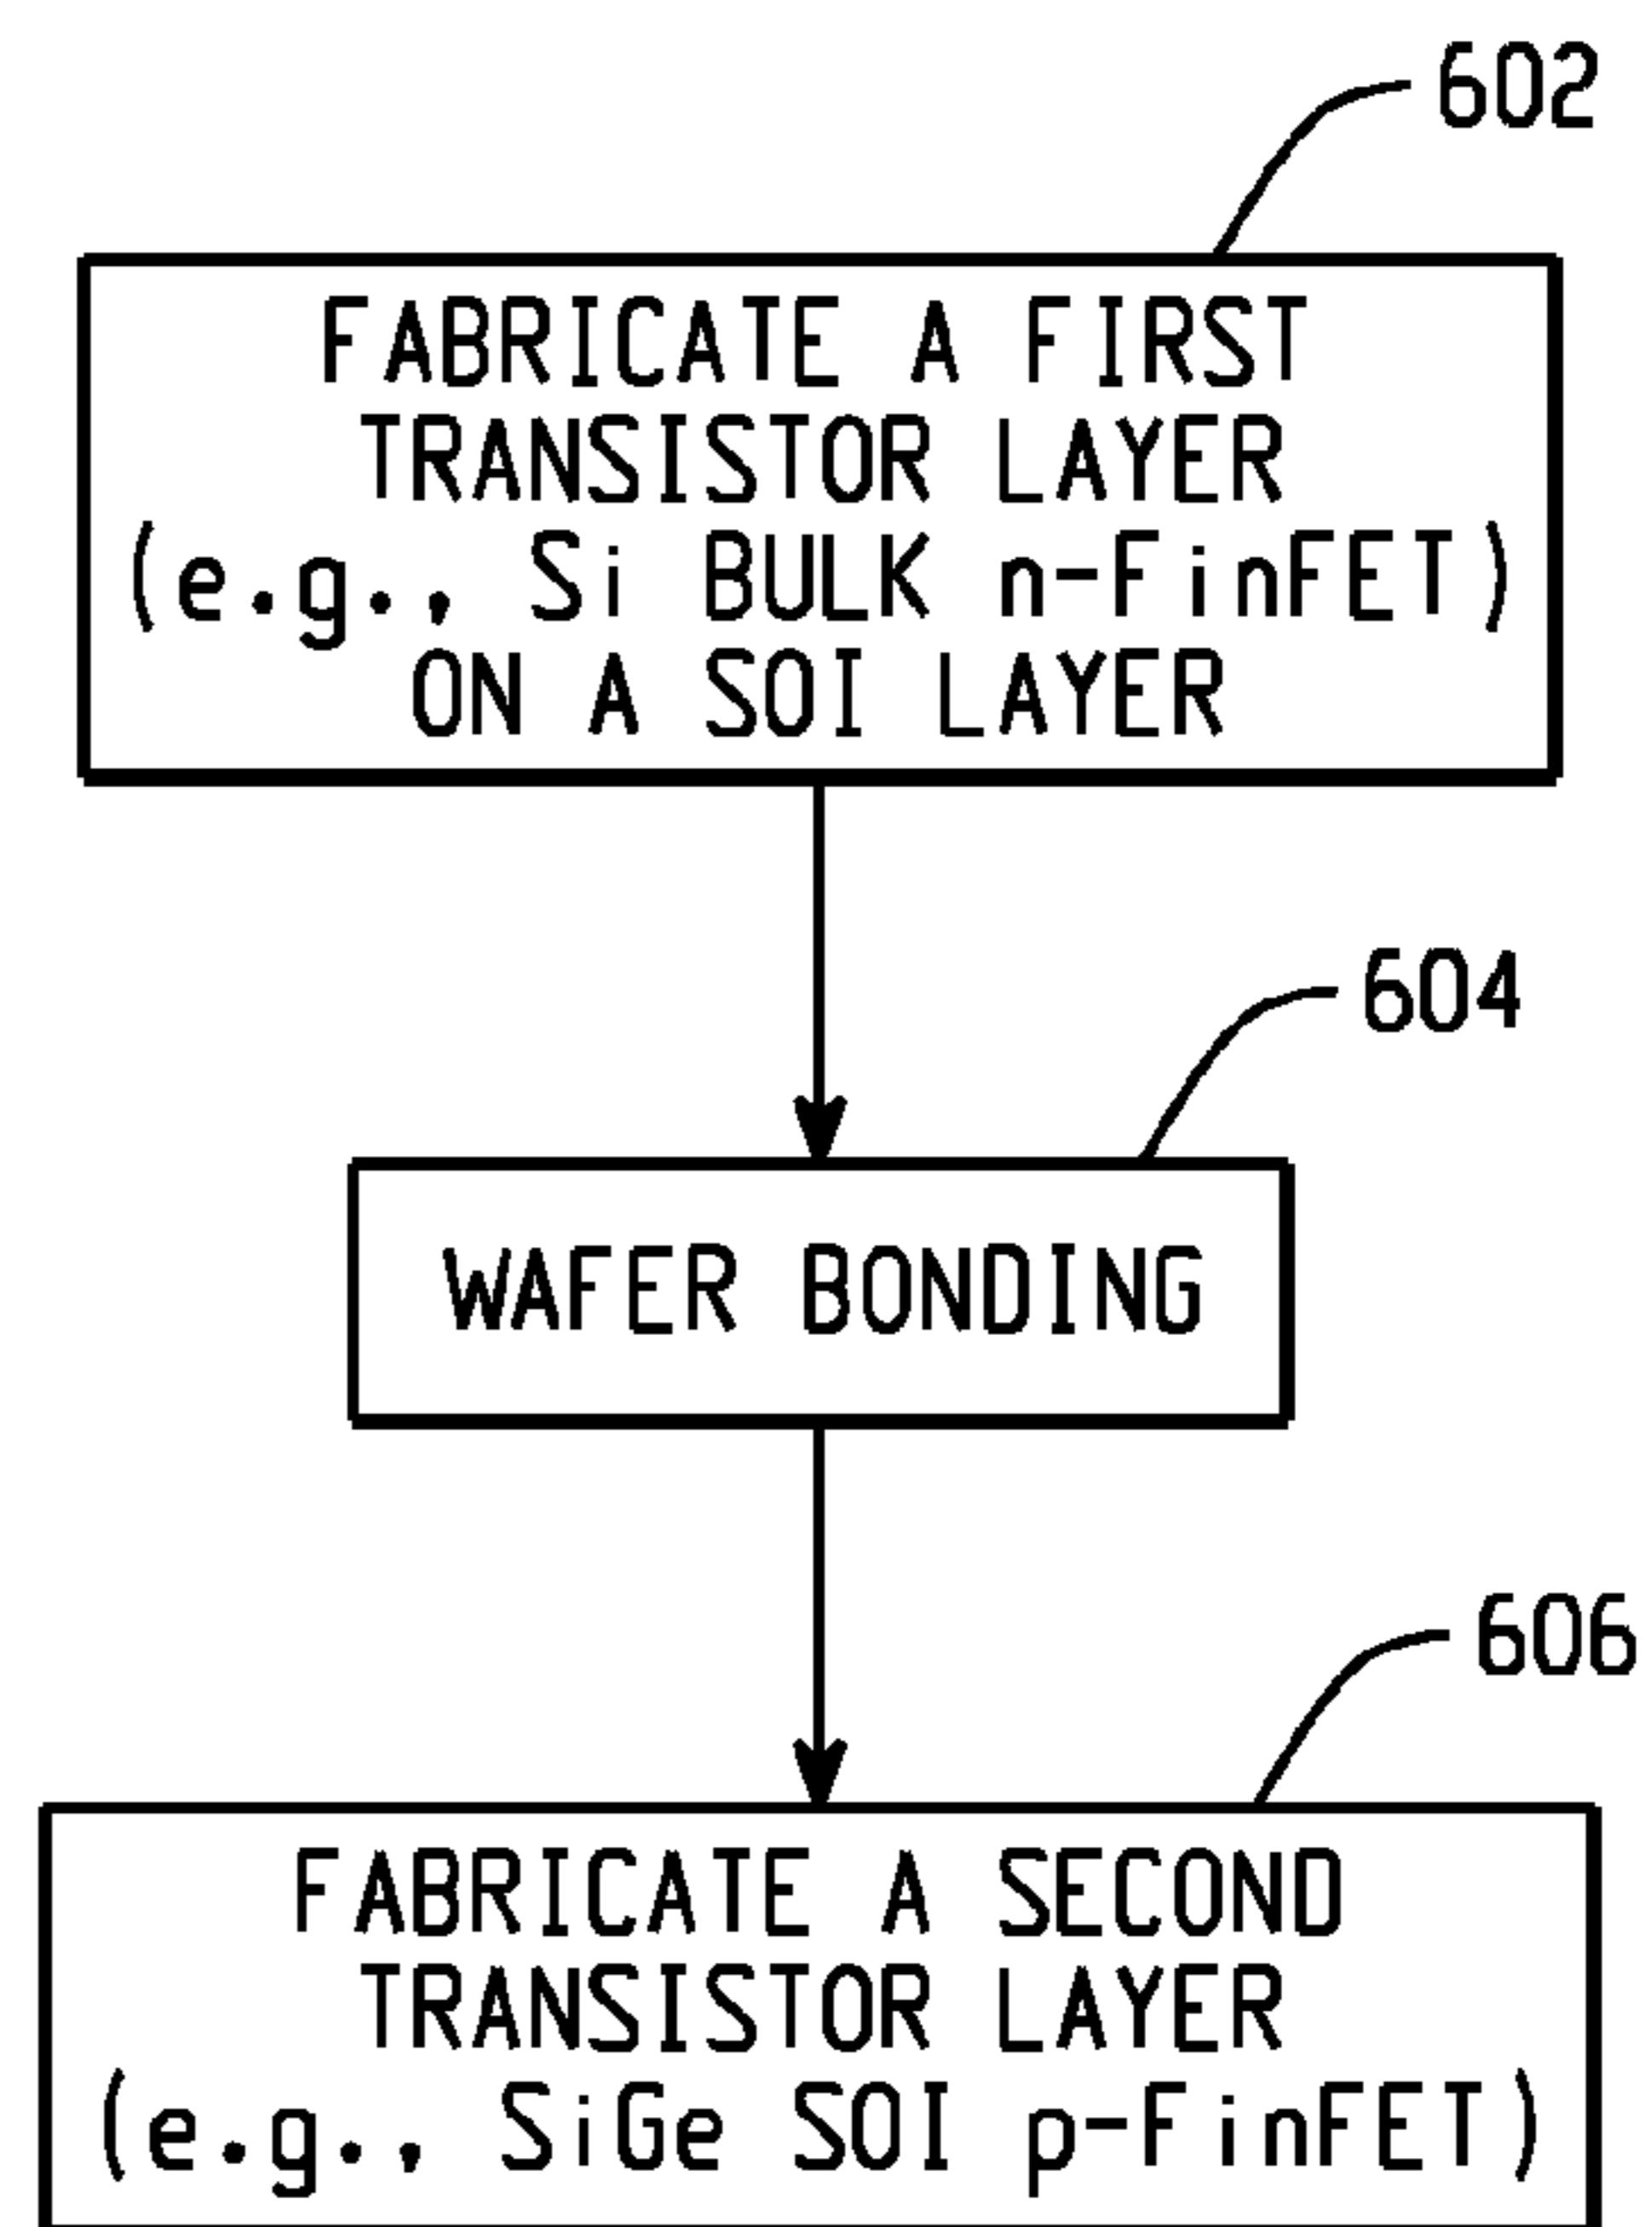 602
FABRICATE A FIRST
TRANSISTOR LAYER
(e.g., Si BULK n-FinFET)
ON A SOI LAYER
604
WAFER BONDING
606
FABRICATE A SECOND
TRANSISTOR LAYER
(e.g., SiGe SOI p-FinFET)